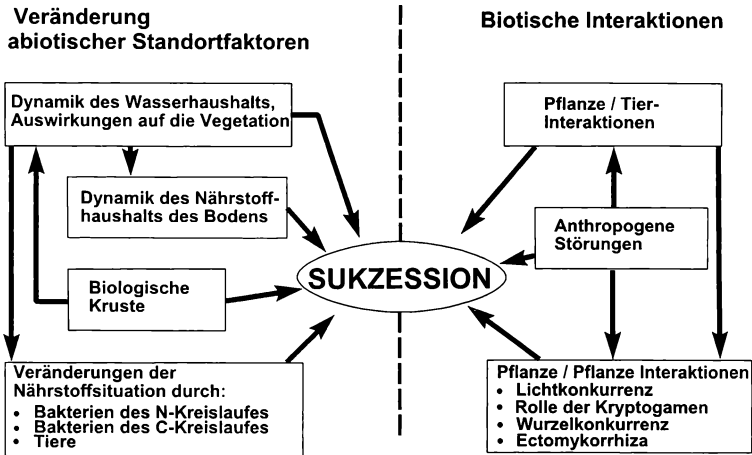 Veränderung
abiotischer Standortfaktoren
Biotische Interaktionen
Dynamik des Wasserhaushalts,
Auswirkungen auf die Vegetation
Pflanze / Tier-
Interaktionen
Dynamik des Nährstoff-
haushalts des Bodens
Anthropogene
Störungen
SUKZESSION
Biologische
Kruste
Veränderungen der
Nährstoffsituation durch:
• Bakterien des N-Kreislaufes
• Bakterien des C-Kreislaufes
• Tiere
Pflanze / Pflanze Interaktionen
• Lichtkonkurrenz
• Rolle der Kryptogamen
• Wurzelkonkurrenz
• Ectomykorrhiza